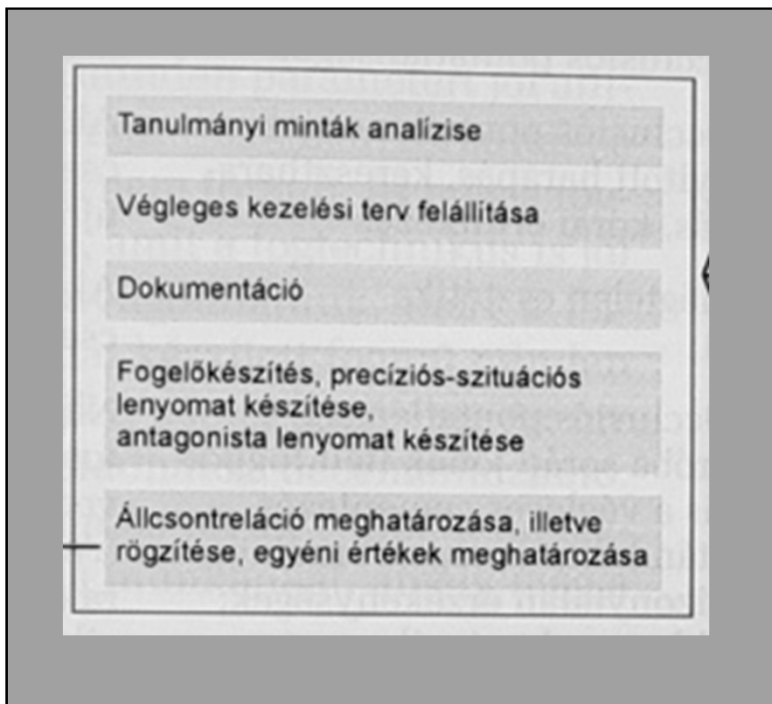 Tanulmányi minták analízise
Végleges kezelési terv felállítása
Dokumentáció
Fogelőkészítés, precíziós-szituációs
lenyomat készítése,
antagonista lenyomat készítése
Állcsontreláció meghatározása, illetve
rögzítése, egyéni értékek meghatározása